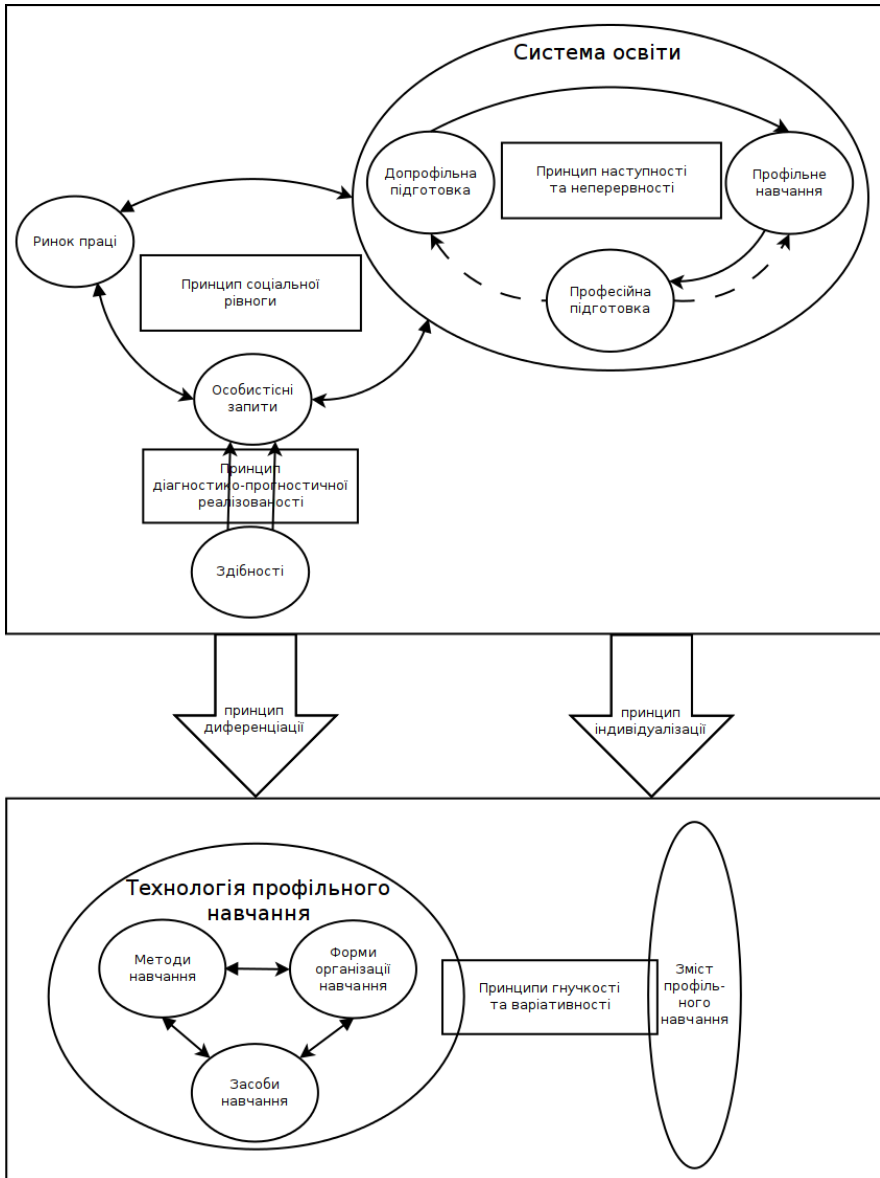 Система освіти
Допрофільна
підготовка
Принцип наступності
та неперервності
Профільне
навчання
Ринок праці
Принцип соціальної
рівноги
Професійна
підготовка
Особистісні
запити
Принцип
діагностико-прогностичної
реалізованості
Здібності
принцип
диференціації
принцип
індивідуалізації
Технологія профільного
навчання
Методи
навчання
Форми
організації
навчання
Засоби
навчання
Принципи гнучкості
та варіативності
Зміст
профіль-
ного
навчання